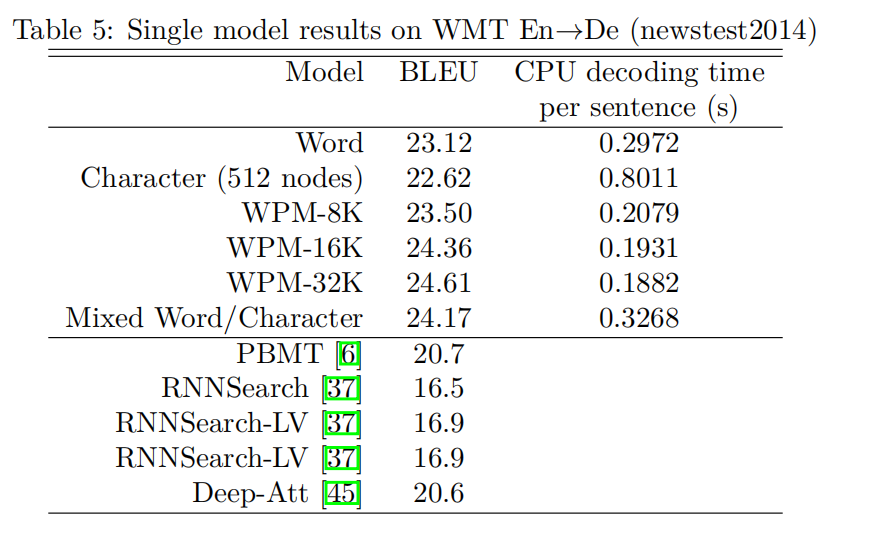 Table 5: Single model results on WMT En→De (newstest2014)
Model BLEU CPU decoding time
per sentence (s)
Word 23.12 0.2972
Character (512 nodes) 22.62 0.8011
WPM-8K 23.50 0.2079
WPM-16K 24.36 0.1931
WPM-32K 24.61 0.1882
Mixed Word/Character 24.17 0.3268
PBMT [6] 20.7
RNNSearch [37] 16.5
RNNSearch-LV [37] 16.9
RNNSearch-LV [37] 16.9
Deep-Att [45] 20.6